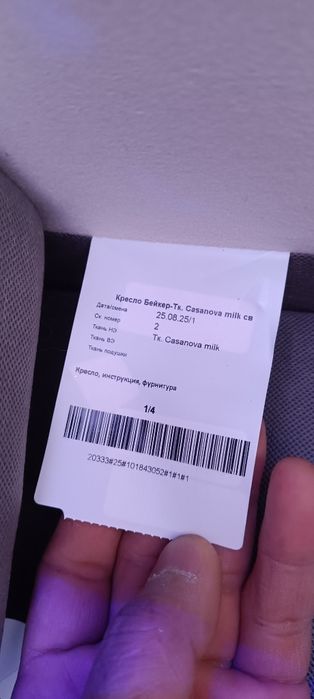 Кресло Бейкер-Тк. Casanova milk св
Дата/смена 25.08.25/1
Ск. номер 2
Ткань НЭ Тк. Casanova milk
Ткань ВЭ
Ткань подушки
Кресло, инструкция, фурнитура
1/4
20333#25#101843052#1#1#1